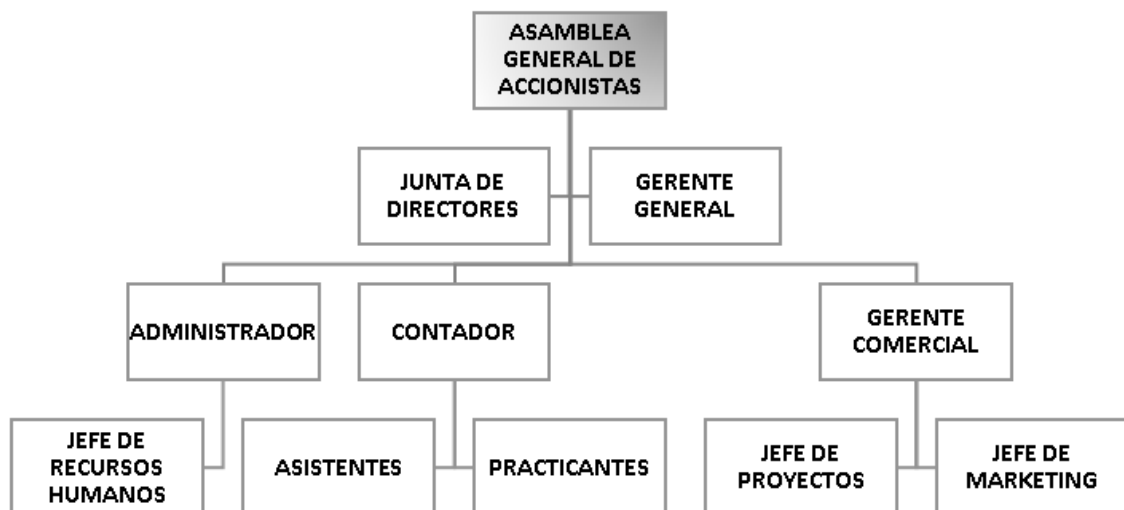 ASAMBLEA
GENERAL DE
ACCIONISTAS
JUNTA DE
DIRECTORES
GERENTE
GENERAL
ADMINISTRADOR
CONTADOR
GERENTE
COMERCIAL
JEFE DE
RECURSOS
HUMANOS
ASISTENTES
PRACTICANTES
JEFE DE
PROYECTOS
JEFE DE
MARKETING